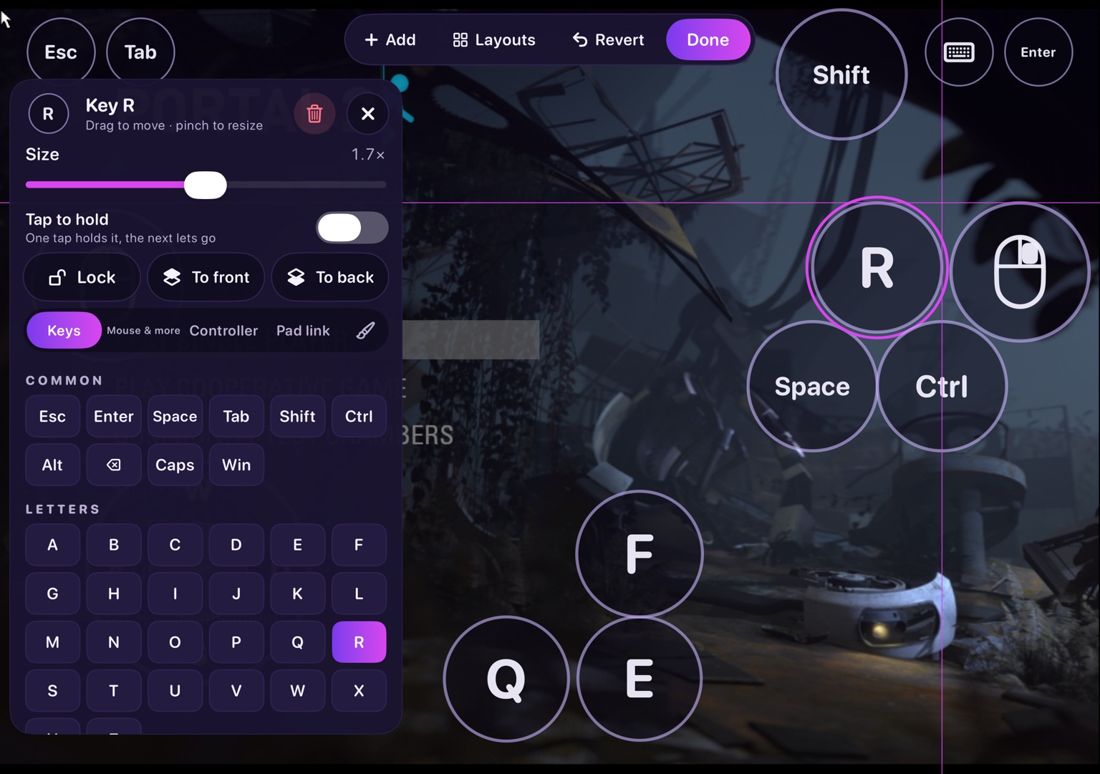 Esc Tab + Add Layouts Revert Done Shift Enter
R Key R
Drag to move · pinch to resize
Size 1.7×
Tap to hold
One tap holds it, the next lets go
Lock To front To back
Keys Mouse & more Controller Pad link
COMMON
Esc Enter Space Tab Shift Ctrl
Alt Caps Win
LETTERS
A B C D E F
G H I J K L
M N O P Q R
S T U V W X
R
Space Ctrl
BERS
F
Q E